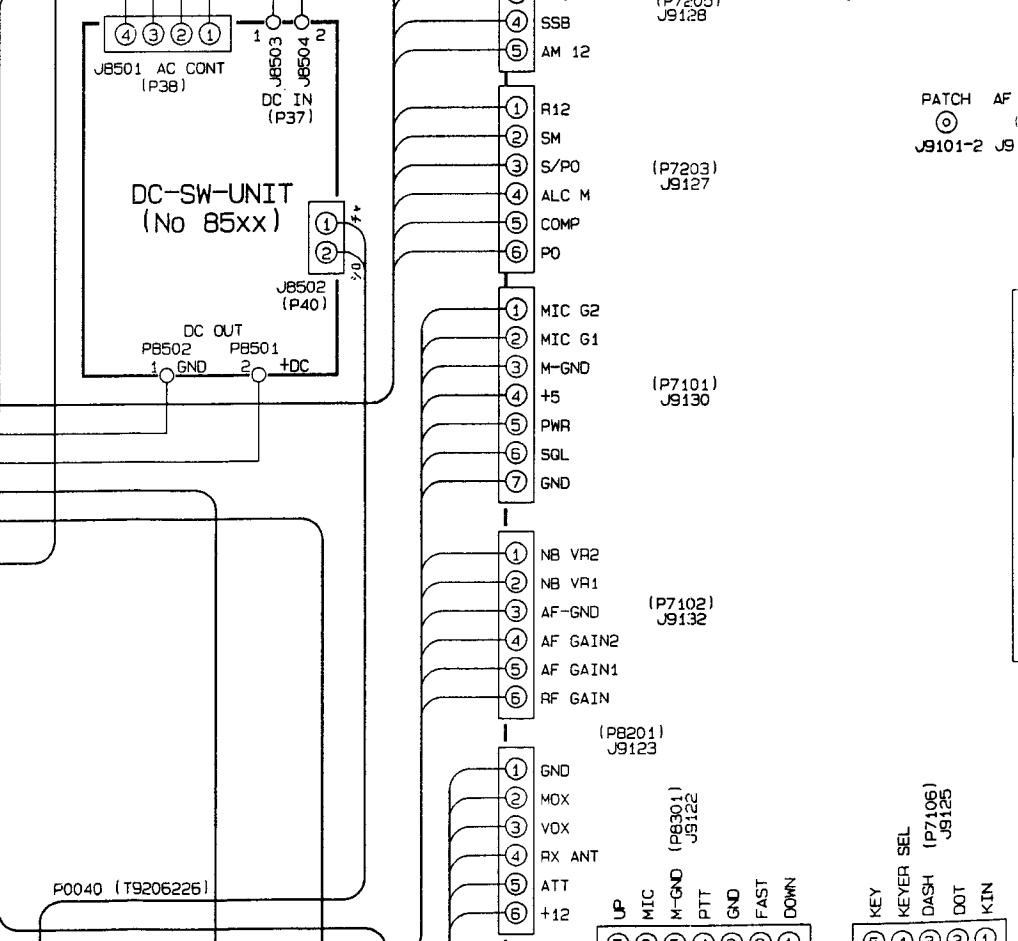 4 3 2 1
J8501 AC CONT
(P38)
1 2
J8503
J8504
DC IN
(P37)
DC-SW-UNIT
(No 85xx)
1
2
J8502
(P40)
DC OUT
P8502 P8501
1 GND 2 +DC
P0040 (T9206226)
J9128
4 SSB
5 AM 12
1 R12
2 SM
3 S/PO
4 ALC M
5 COMP
6 PO
(P7203)
J9127
1 MIC G2
2 MIC G1
3 M-GND
4 +5
5 PWR
6 SQL
7 GND
(P7101)
J9130
1 NB VR2
2 NB VR1
3 AF-GND
4 AF GAIN2
5 AF GAIN1
6 RF GAIN
(P7102)
J9132
(P8201)
J9123
1 GND
2 MOX
3 VOX
4 RX ANT
5 ATT
6 +12
(P8301)
J9122
UP
MIC
M-GND
PTT
GND
FAST
DOWN
(P7106)
J9125
KEY
KEYER SEL
DASH
DOT
KIN
PATCH AF
J9101-2 J9